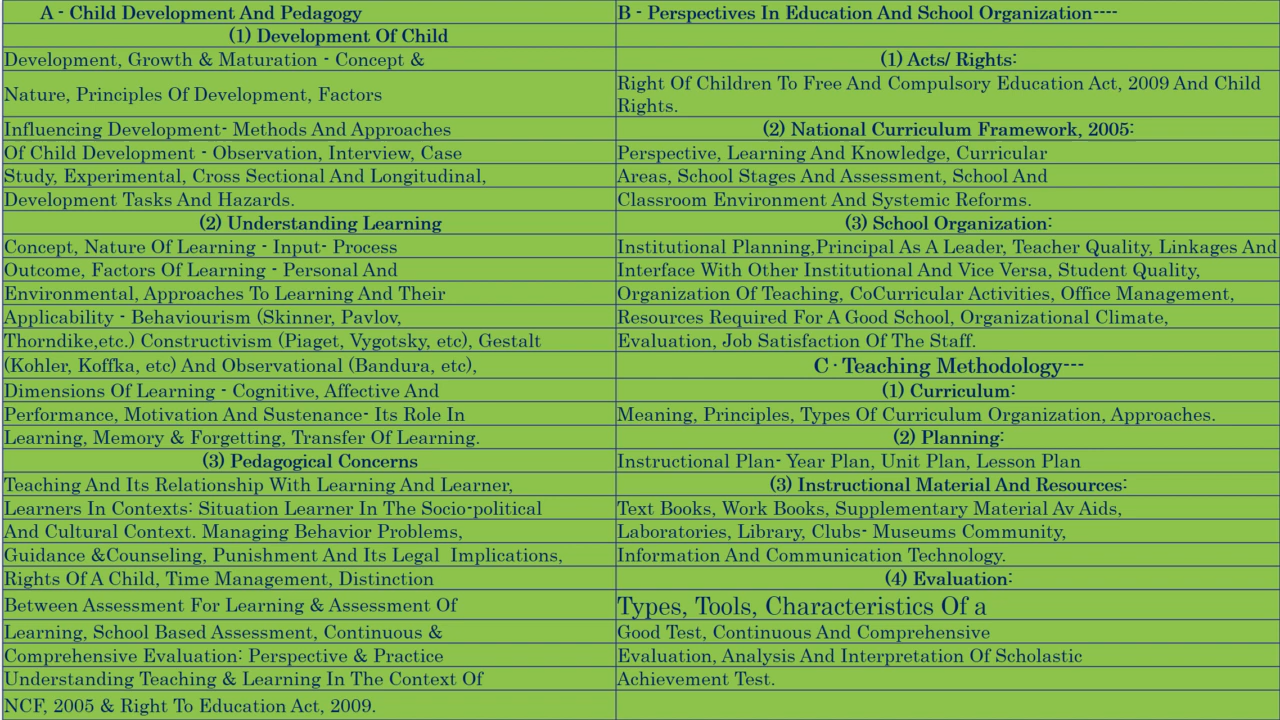 A - Child Development And Pedagogy
(1) Development Of Child
Development, Growth & Maturation - Concept &
Nature, Principles Of Development, Factors
Influencing Development- Methods And Approaches
Of Child Development - Observation, Interview, Case
Study, Experimental, Cross Sectional And Longitudinal,
Development Tasks And Hazards.
(2) Understanding Learning
Concept, Nature Of Learning - Input- Process
Outcome, Factors Of Learning - Personal And
Environmental, Approaches To Learning And Their
Applicability - Behaviourism (Skinner, Pavlov,
Thorndike,etc.) Constructivism (Piaget, Vygotsky, etc), Gestalt
(Kohler, Koffka, etc) And Observational (Bandura, etc),
Dimensions Of Learning - Cognitive, Affective And
Performance, Motivation And Sustenance- Its Role In
Learning, Memory & Forgetting, Transfer Of Learning.
(3) Pedagogical Concerns
Teaching And Its Relationship With Learning And Learner,
Learners In Contexts: Situation Learner In The Socio-political
And Cultural Context. Managing Behavior Problems,
Guidance &Counseling, Punishment And Its Legal  Implications,
Rights Of A Child, Time Management, Distinction
Between Assessment For Learning & Assessment Of
Learning, School Based Assessment, Continuous &
Comprehensive Evaluation: Perspective & Practice
Understanding Teaching & Learning In The Context Of
NCF, 2005 & Right To Education Act, 2009.
B - Perspectives In Education And School Organization----
(1) Acts/ Rights:
Right Of Children To Free And Compulsory Education Act, 2009 And Child
Rights.
(2) National Curriculum Framework, 2005:
Perspective, Learning And Knowledge, Curricular
Areas, School Stages And Assessment, School And
Classroom Environment And Systemic Reforms.
(3) School Organization:
Institutional Planning,Principal As A Leader, Teacher Quality, Linkages And
Interface With Other Institutional And Vice Versa, Student Quality,
Organization Of Teaching, CoCurricular Activities, Office Management,
Resources Required For A Good School, Organizational Climate,
Evaluation, Job Satisfaction Of The Staff.
C · Teaching Methodology---
(1) Curriculum:
Meaning, Principles, Types Of Curriculum Organization, Approaches.
(2) Planning:
Instructional Plan- Year Plan, Unit Plan, Lesson Plan
(3) Instructional Material And Resources:
Text Books, Work Books, Supplementary Material Av Aids,
Laboratories, Library, Clubs- Museums Community,
Information And Communication Technology.
(4) Evaluation:
Types, Tools, Characteristics Of a
Good Test, Continuous And Comprehensive
Evaluation, Analysis And Interpretation Of Scholastic
Achievement Test.